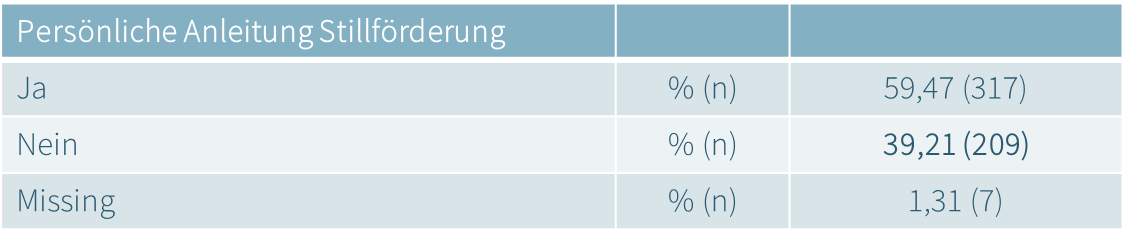 Persönliche Anleitung Stillförderung
Ja % (n) 59,47 (317)
Nein % (n) 39,21 (209)
Missing % (n) 1,31 (7)